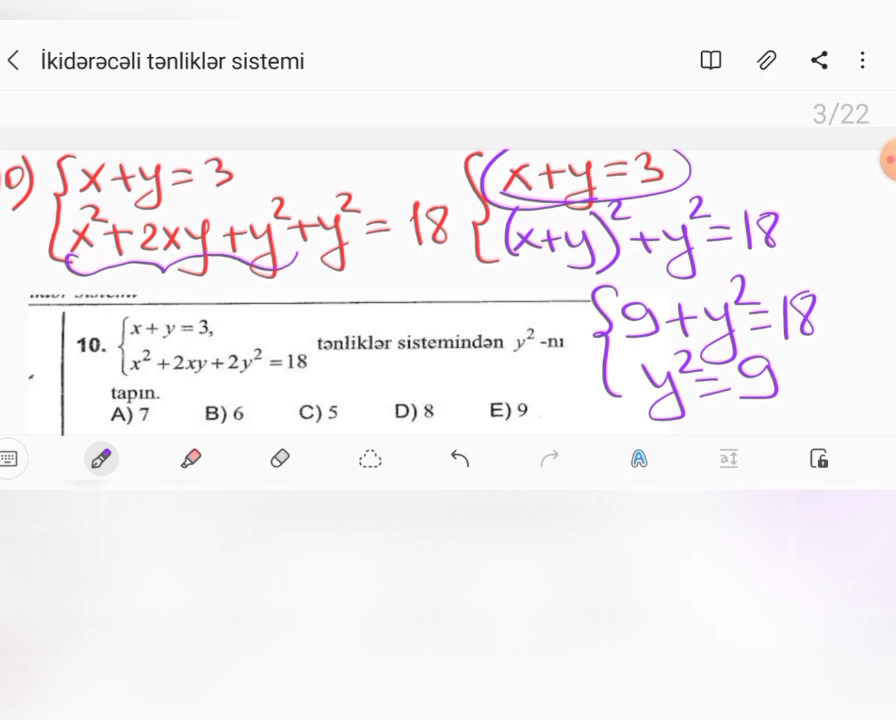 İkidərəcəli tənliklər sistemi
3/22
0) {x+y=3
x²+2xy+y²+y²=18
{x+y=3
(x+y)²+y²=18
{9+y²=18
y²=9
10. {x+y=3,
x²+2xy+2y²=18
tənliklər sistemindən y² -nı
tapın.
A) 7 B) 6 C) 5 D) 8 E) 9